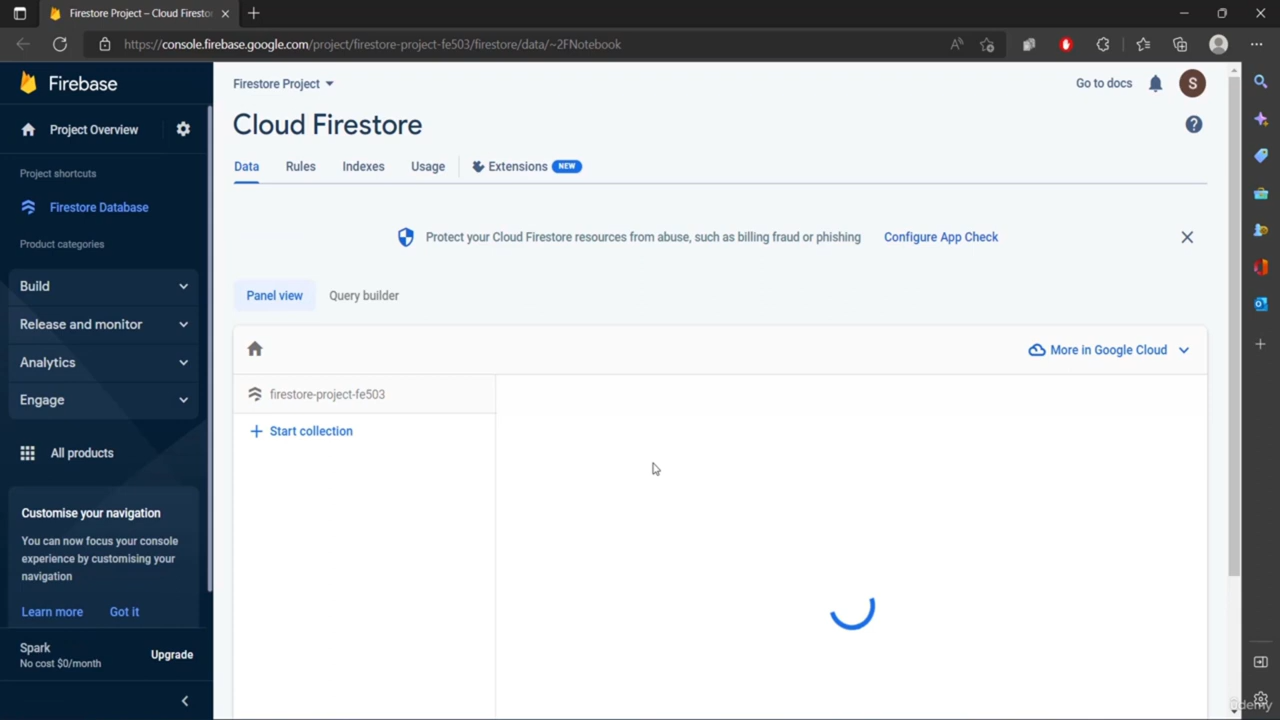 Firestore Project – Cloud Firesto
https://console.firebase.google.com/project/firestore-project-fe503/firestore/data/~2FNotebook
Firebase
Project Overview
Project shortcuts
Firestore Database
Product categories
Build
Release and monitor
Analytics
Engage
All products
Customise your navigation
You can now focus your console
experience by customising your
navigation
Learn more Got it
Spark
No cost $0/month
Upgrade
Firestore Project
Go to docs
S
Cloud Firestore
Data Rules Indexes Usage Extensions NEW
Protect your Cloud Firestore resources from abuse, such as billing fraud or phishing Configure App Check
Panel view Query builder
More in Google Cloud
firestore-project-fe503
Start collection
Udemy